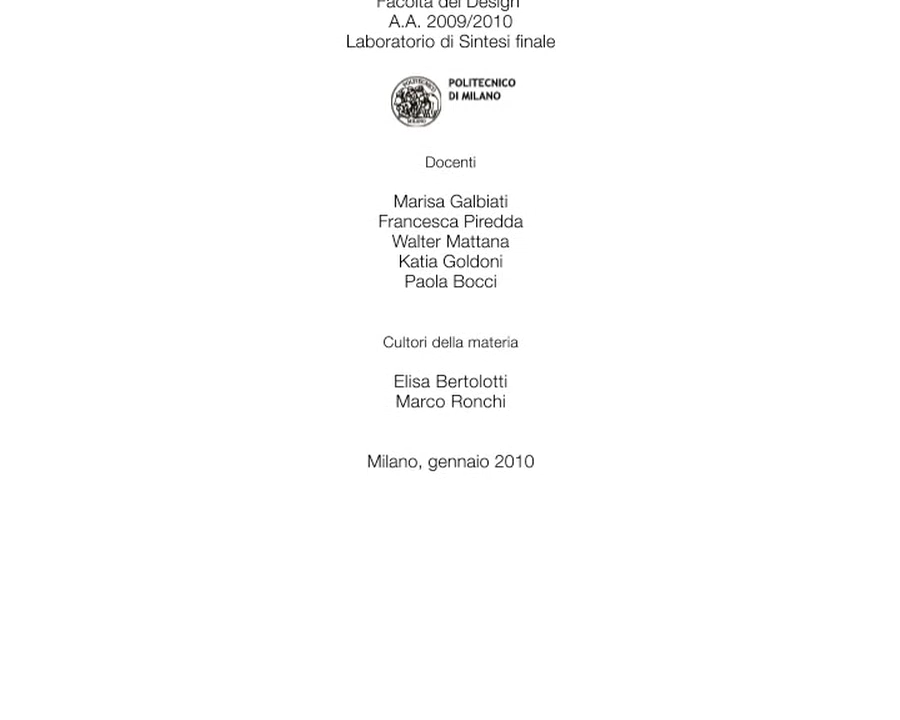 Facoltà del Design
A.A. 2009/2010
Laboratorio di Sintesi finale
POLITECNICO
DI MILANO
Docenti
Marisa Galbiati
Francesca Piredda
Walter Mattana
Katia Goldoni
Paola Bocci
Cultori della materia
Elisa Bertolotti
Marco Ronchi
Milano, gennaio 2010